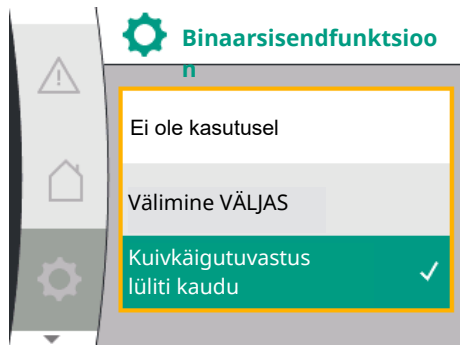 Binaarsisendfunktsioo
n
Ei ole kasutusel
Välimine VÄLJAS
Kuivkäigutuvastus
lüliti kaudu